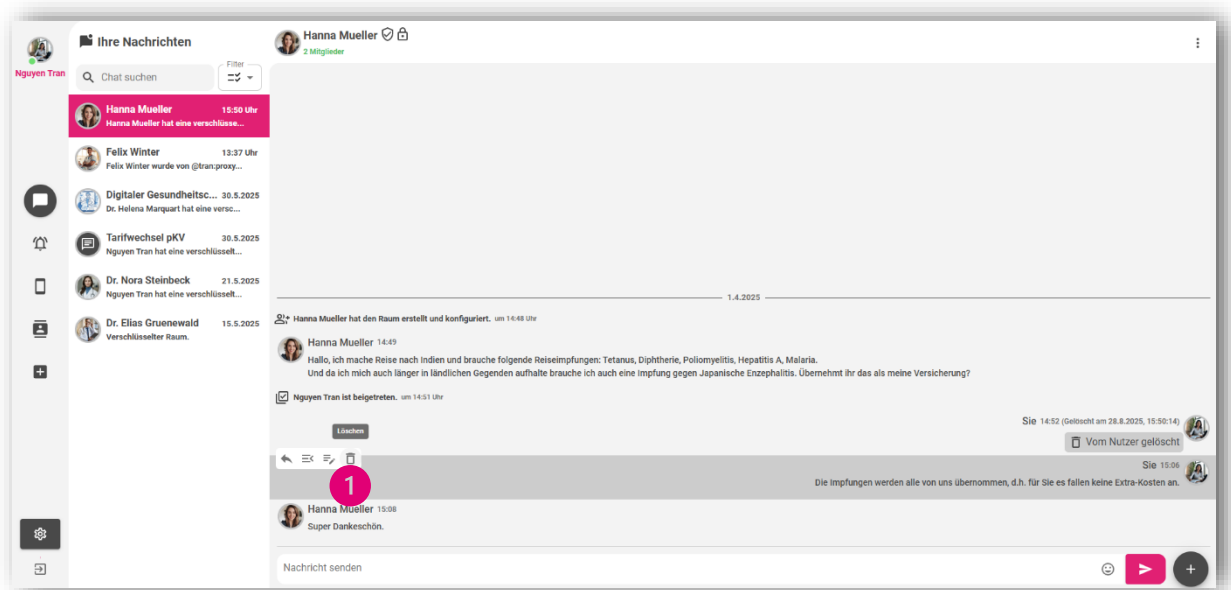 Nguyen Tran
Ihre Nachrichten
Chat suchen
Filter
Hanna Mueller 15:50 Uhr
Hanna Mueller hat eine verschlüsse...
Felix Winter 13:37 Uhr
Felix Winter wurde von @tran:proxy...
Digitaler Gesundheitsc... 30.5.2025
Dr. Helena Marquart hat eine versc...
Tarifwechsel pKV 30.5.2025
Nguyen Tran hat eine verschlüsselt...
Dr. Nora Steinbeck 21.5.2025
Nguyen Tran hat eine verschlüsselt...
Dr. Elias Gruenewald 15.5.2025
Verschlüsselter Raum.
Hanna Mueller
2 Mitglieder
1.4.2025
Hanna Mueller hat den Raum erstellt und konfiguriert. um 14:48 Uhr
Hanna Mueller 14:49
Hallo, ich mache Reise nach Indien und brauche folgende Reiseimpfungen: Tetanus, Diphtherie, Poliomyelitis, Hepatitis A, Malaria.
Und da ich mich auch länger in ländlichen Gegenden aufhalte brauche ich auch eine Impfung gegen Japanische Enzephalitis. Übernehmt ihr das als meine Versicherung?
Nguyen Tran ist beigetreten. um 14:51 Uhr
Sie 14:52 (Gelöscht am 28.8.2025, 15:50:14)
Vom Nutzer gelöscht
Löschen
1
Sie 15:06
Die Impfungen werden alle von uns übernommen, d.h. für Sie es fallen keine Extra-Kosten an.
Hanna Mueller 15:08
Super Dankeschön.
Nachricht senden